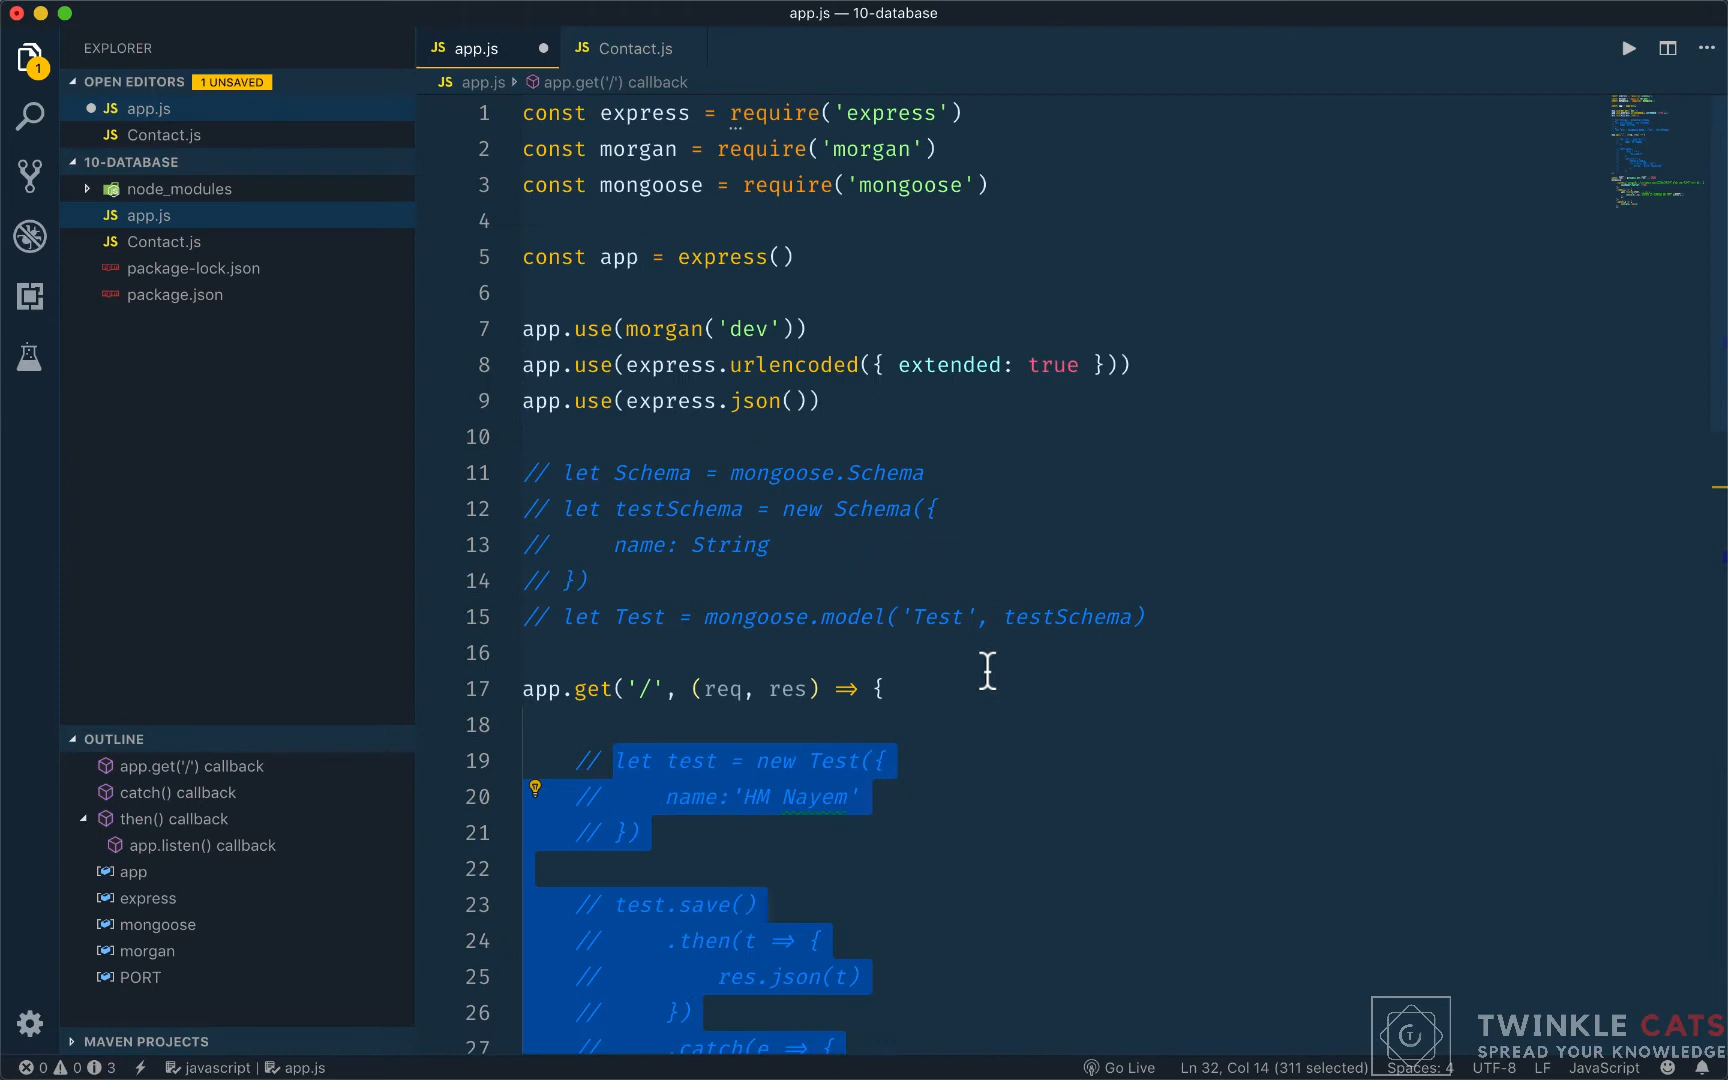 app.js — 10-database
EXPLORER
OPEN EDITORS 1 UNSAVED
JS app.js
JS Contact.js
10-DATABASE
node_modules
JS app.js
JS Contact.js
package-lock.json
package.json
OUTLINE
app.get('/') callback
catch() callback
then() callback
app.listen() callback
app
express
mongoose
morgan
PORT
MAVEN PROJECTS
1
JS app.js
JS Contact.js
JS app.js app.get('/') callback
1 const express = require('express')
2 const morgan = require('morgan')
3 const mongoose = require('mongoose')
4
5 const app = express()
6
7 app.use(morgan('dev'))
8 app.use(express.urlencoded({ extended: true }))
9 app.use(express.json())
10
11 // let Schema = mongoose.Schema
12 // let testSchema = new Schema({
13 //     name: String
14 // })
15 // let Test = mongoose.model('Test', testSchema)
16
17 app.get('/', (req, res) => {
18
19     // let test = new Test({
20     //     name:'HM Nayem'
21     // })
22
23     // test.save()
24     //     .then(t => {
25     //         res.json(t)
26     //     })
27     //     .catch(e => {
TWINKLE CATS
SPREAD YOUR KNOWLEDGE
0 0 3 javascript | app.js Go Live Ln 32, Col 14 (311 selected) Spaces: 4 UTF-8 LF JavaScript